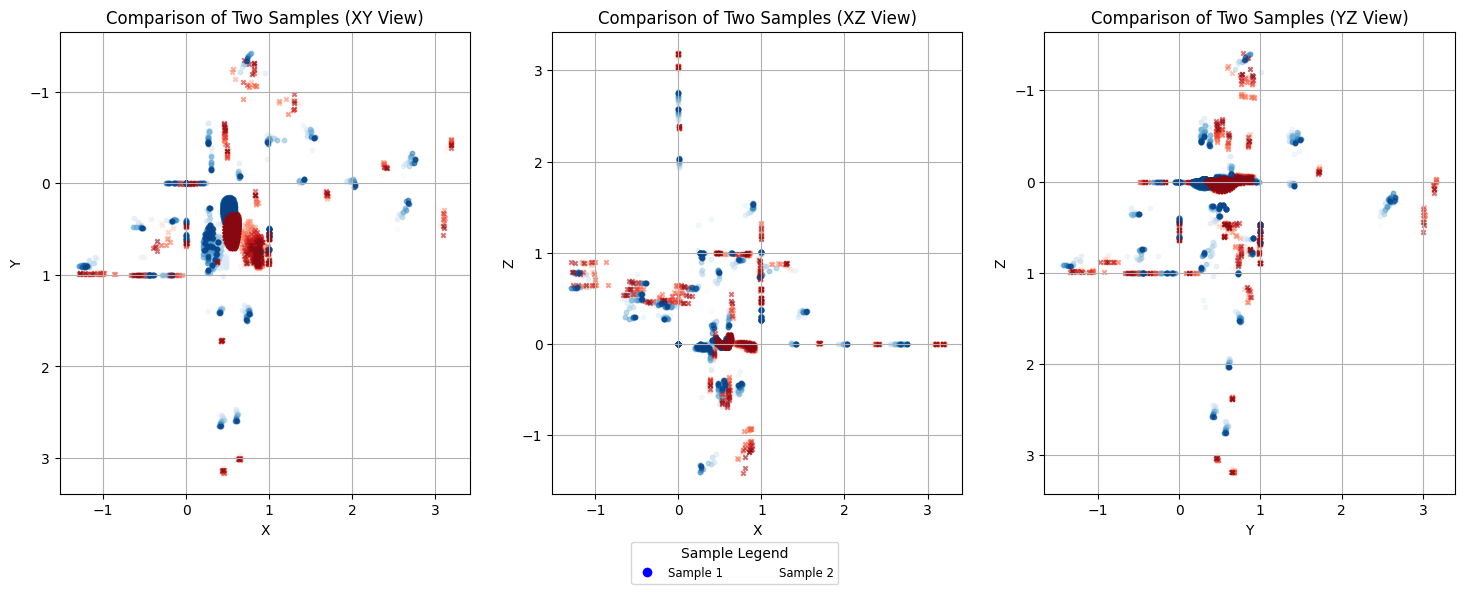 Comparison of Two Samples (XY View)
−1
0
1
2
3
Y
−1
0
1
2
3
X
Comparison of Two Samples (XZ View)
3
2
1
0
−1
Z
−1
0
1
2
3
X
Comparison of Two Samples (YZ View)
−1
0
1
2
3
Z
−1
0
1
2
3
Y
Sample Legend
Sample 1
Sample 2